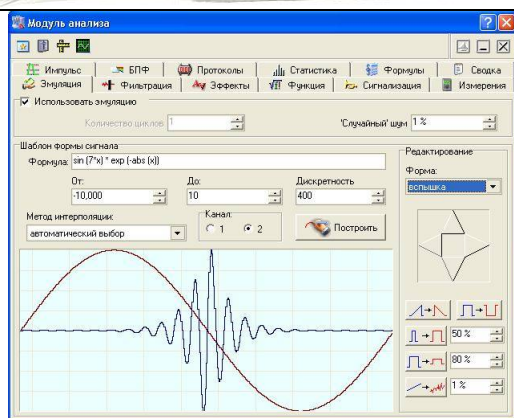 Модуль анализа
Импульс БПФ Протоколы Статистика Формулы Сводка
Эмуляция Фильтрация Эффекты Функция Сигнализация Измерения
Использовать эмуляцию
Количество циклов 1 'Случайный' шум 1 %
Шаблон формы сигнала
Формула: sin (7*x) * exp (-abs (x))
От: До: Дискретность
-10,000 10 400
Метод интерполяции: Канал:
автоматический выбор 1 2 Построить
Редактирование
Форма:
вспышка
50 %
80 %
1 %